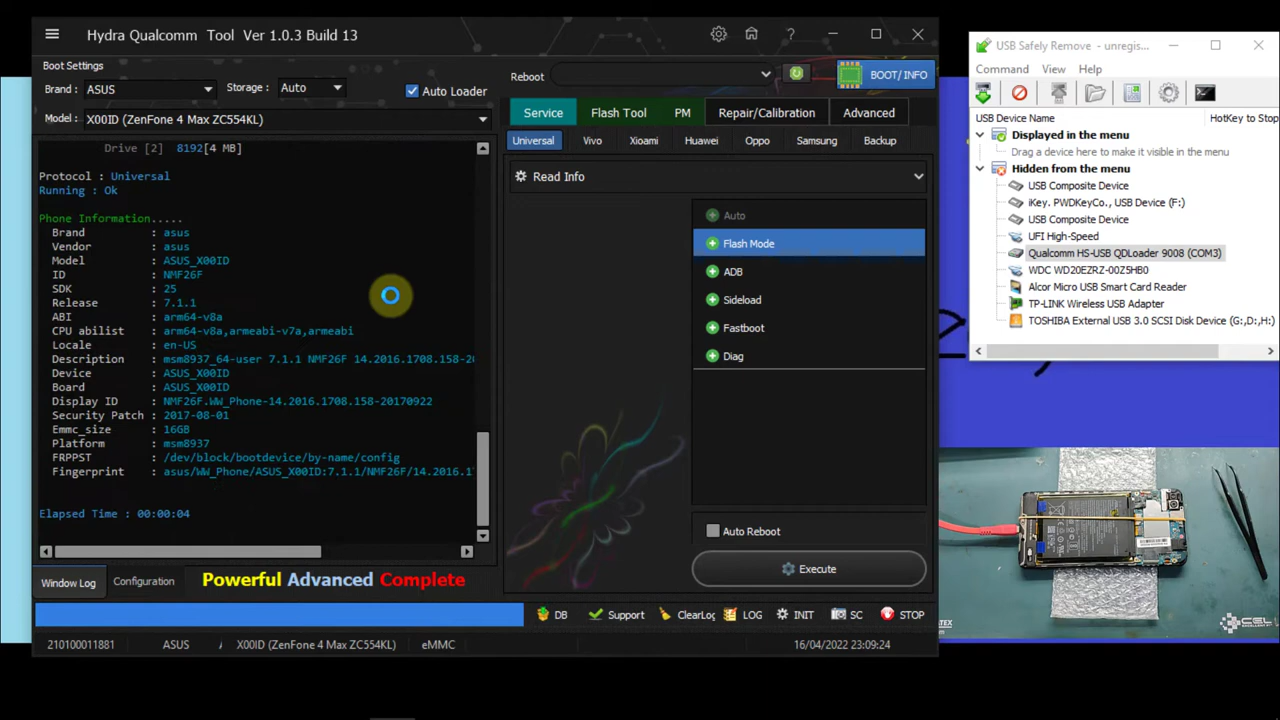 Hydra Qualcomm Tool Ver 1.0.3 Build 13
Boot Settings
Brand : ASUS
Storage : Auto
Auto Loader
Model : X00ID (ZenFone 4 Max ZC554KL)
Reboot
BOOT/ INFO
Service
Flash Tool
PM
Repair/Calibration
Advanced
Universal
Vivo
Xioami
Huawei
Oppo
Samsung
Backup
Read Info
Drive [2] 8192[4 MB]
Protocol : Universal
Running : Ok
Phone Information.....
Brand : asus
Vendor : asus
Model : ASUS_X00ID
ID : NMF26F
SDK : 25
Release : 7.1.1
ABI : arm64-v8a
CPU abilist : arm64-v8a,armeabi-v7a,armeabi
Locale : en-US
Description : msm8937_64-user 7.1.1 NMF26F 14.2016.1708.158-20
Device : ASUS_X00ID
Board : ASUS_X00ID
Display ID : NMF26F.WW_Phone-14.2016.1708.158-20170922
Security Patch : 2017-08-01
Emmc_size : 16GB
Platform : msm8937
FRPPST : /dev/block/bootdevice/by-name/config
Fingerprint : asus/WW_Phone/ASUS_X00ID:7.1.1/NMF26F/14.2016.17
Elapsed Time : 00:00:04
Auto
Flash Mode
ADB
Sideload
Fastboot
Diag
Auto Reboot
Execute
Window Log
Configuration
Powerful Advanced Complete
DB
Support
ClearLog
LOG
INIT
SC
STOP
210100011881
ASUS
X00ID (ZenFone 4 Max ZC554KL)
eMMC
16/04/2022 23:09:24
USB Safely Remove - unregis...
Command View Help
USB Device Name
HotKey to Stop
Displayed in the menu
Drag a device here to make it visible in the menu
Hidden from the menu
USB Composite Device
iKey. PWDKeyCo., USB Device (F:)
USB Composite Device
UFI High-Speed
Qualcomm HS-USB QDLoader 9008 (COM3)
WDC WD20EZRZ-00Z5HB0
Alcor Micro USB Smart Card Reader
TP-LINK Wireless USB Adapter
TOSHIBA External USB 3.0 SCSI Disk Device (G:,D:,H:)